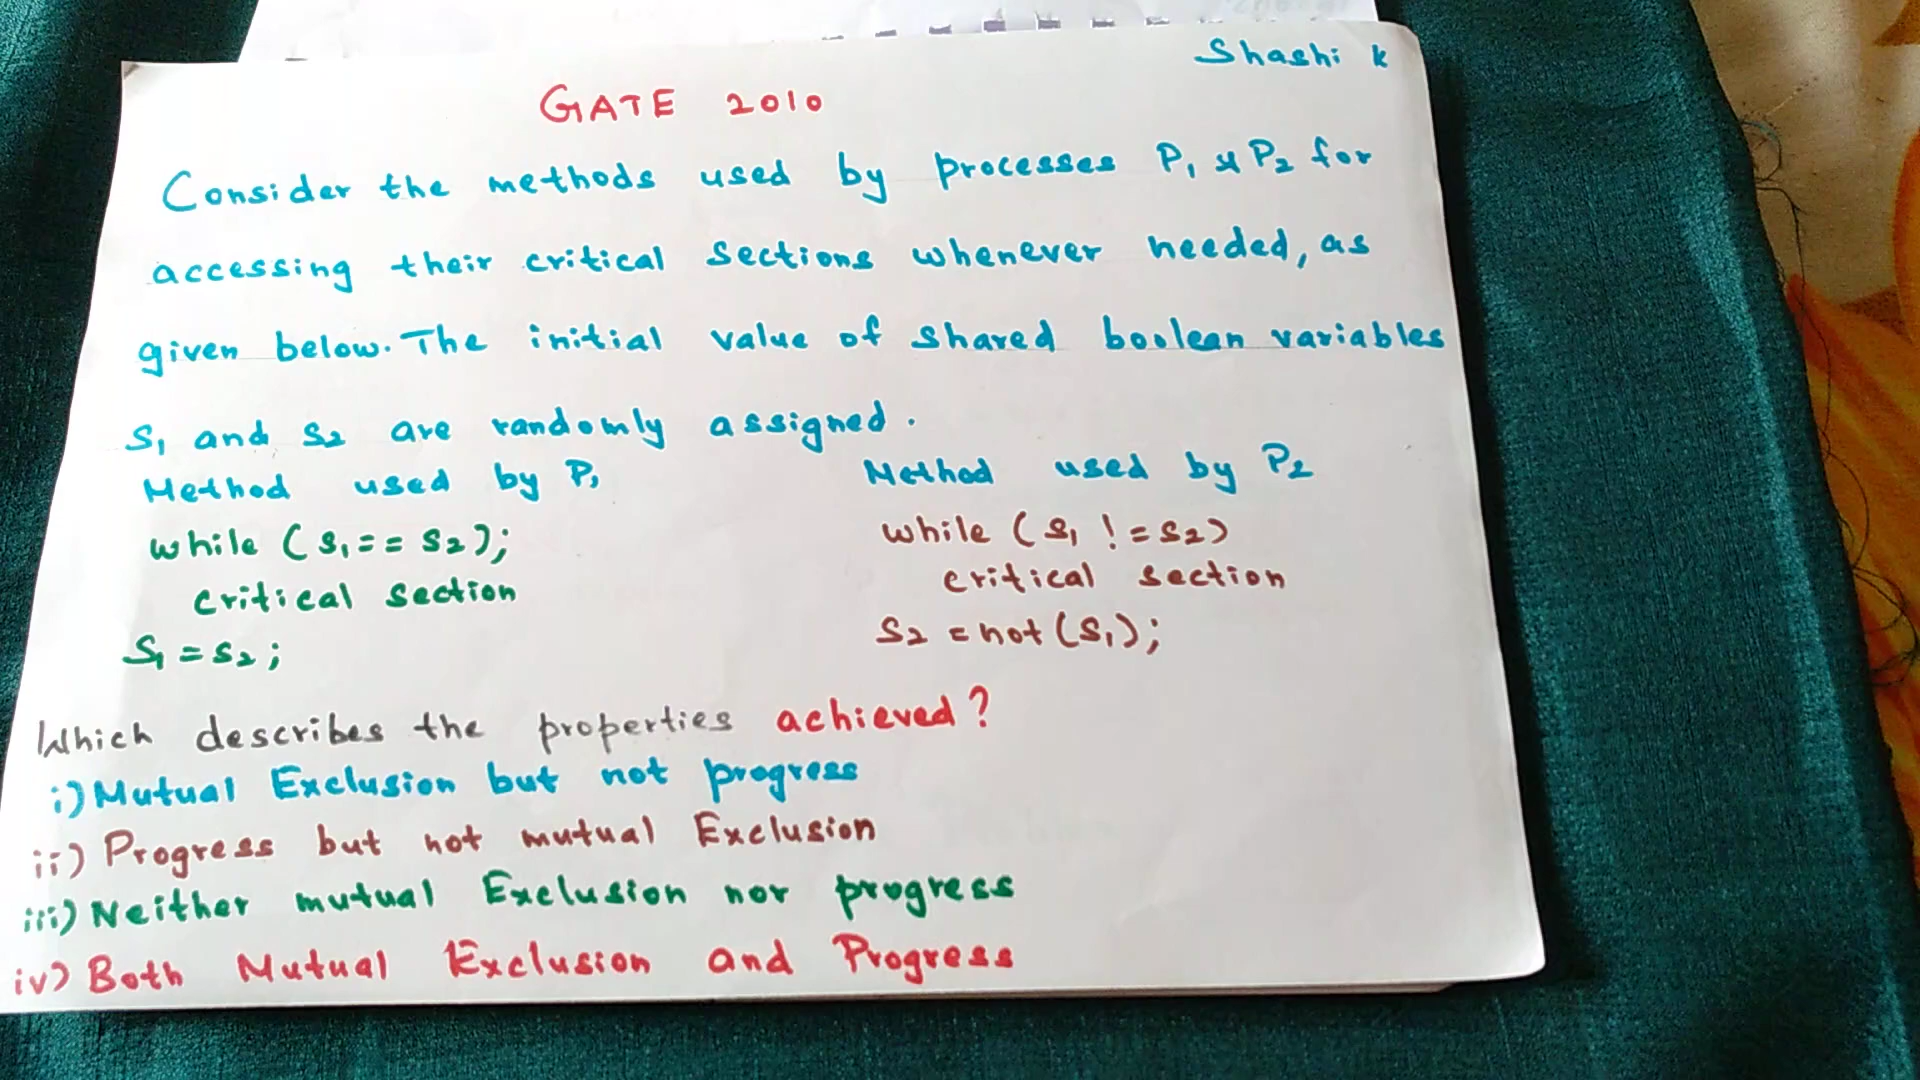 Shashi k
GATE 2010
Consider the methods used by processes P1 & P2 for
accessing their critical sections whenever needed, as
given below. The initial value of shared boolean variables
S1 and S2 are randomly assigned.
Method used by P1
while (S1 == S2);
critical section
S1 = S2;
Method used by P2
while (S1 != S2)
critical section
S2 = not (S1);
Which describes the properties achieved?
i) Mutual Exclusion but not progress
ii) Progress but not mutual Exclusion
iii) Neither mutual Exclusion nor progress
iv) Both Mutual Exclusion and Progress